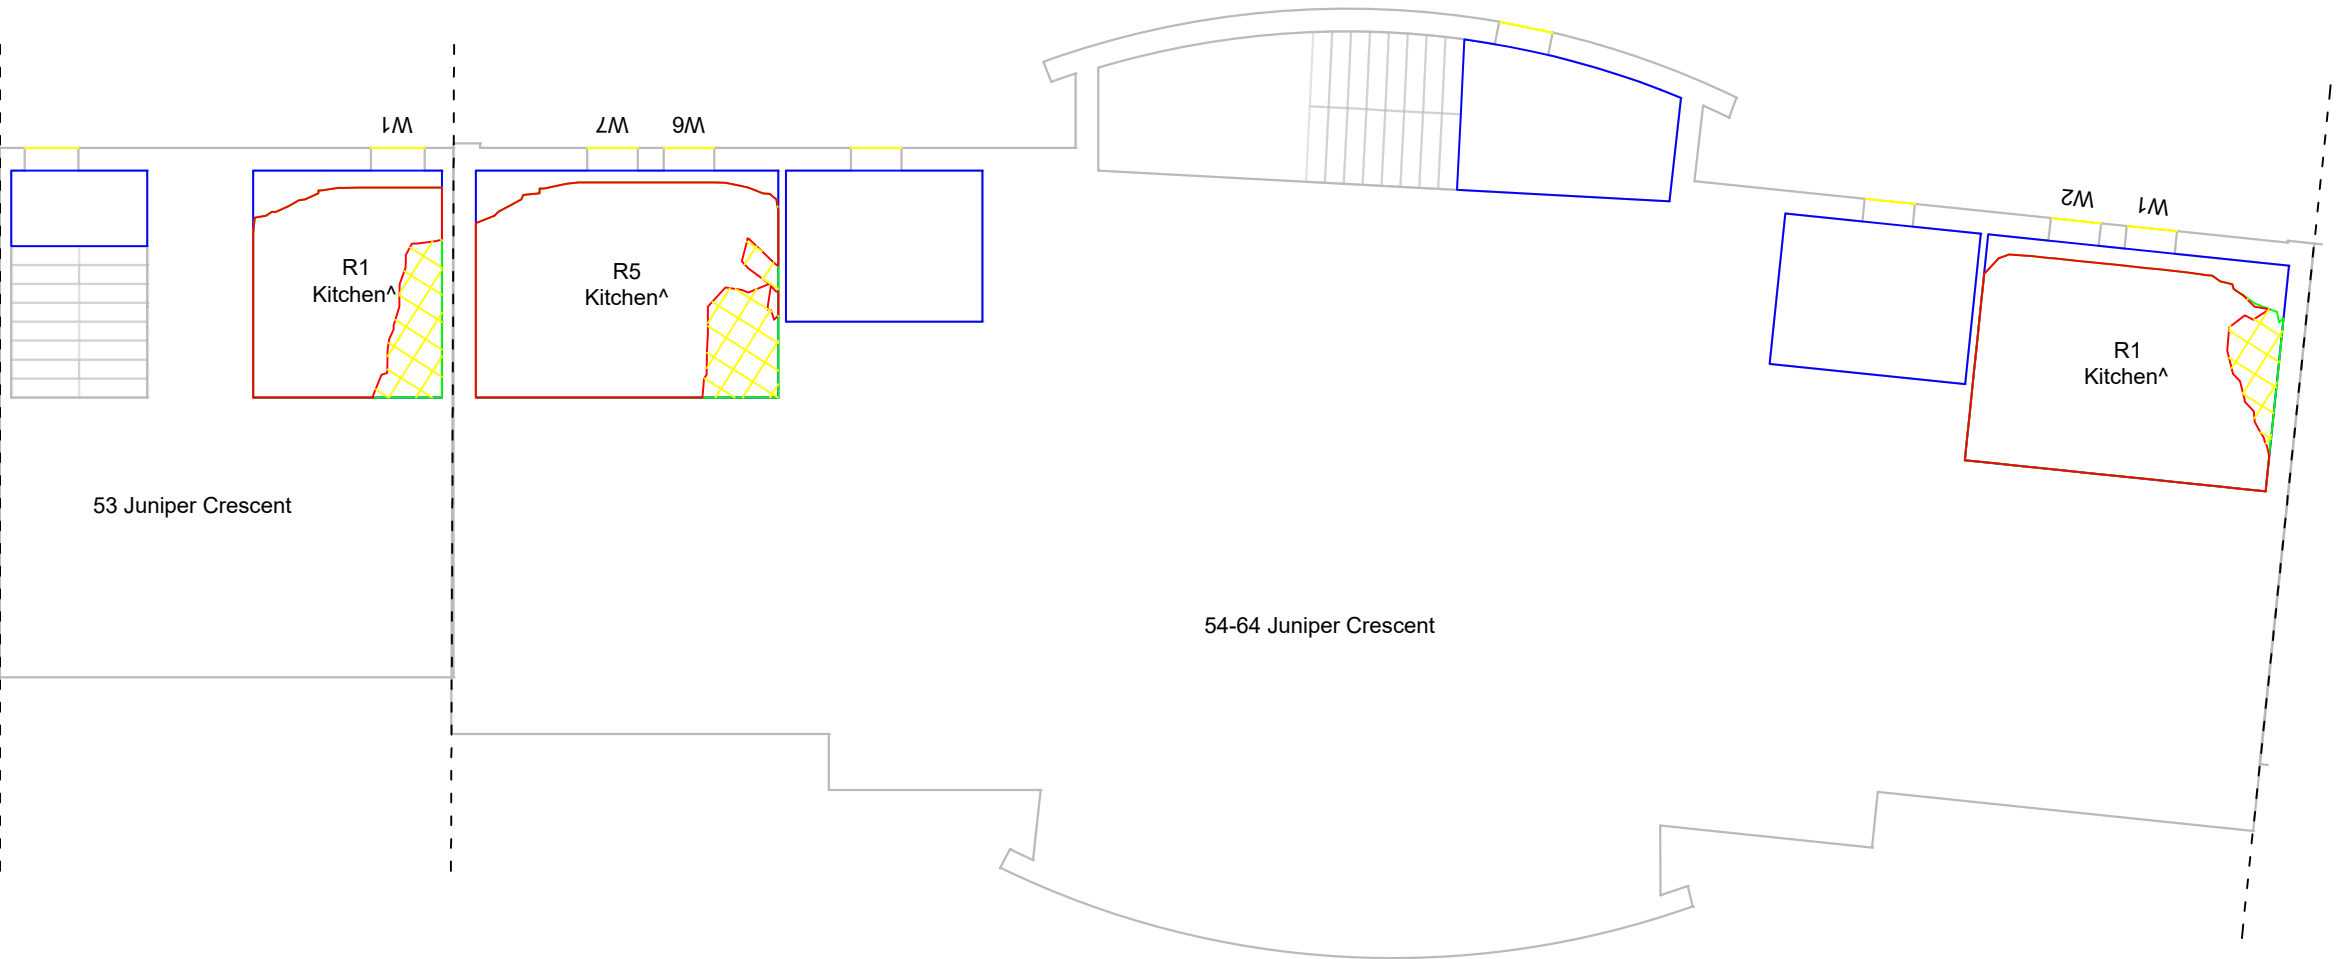 W1
W7
W6
W2
W1
R1
Kitchen^
R5
Kitchen^
R1
Kitchen^
53 Juniper Crescent
54-64 Juniper Crescent